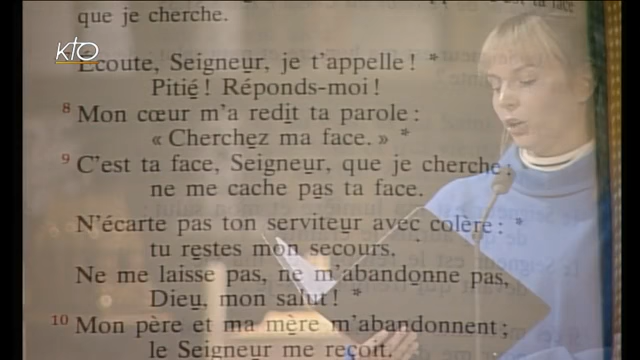 que je cherche.
KTO
Écoute, Seigneur, je t'appelle ! *
Pitié ! Réponds-moi !
8 Mon cœur m'a redit ta parole :
« Cherchez ma face. » *
9 C'est ta face, Seigneur, que je cherche :
ne me cache pas ta face.
N'écarte pas ton serviteur avec colère : *
tu restes mon secours.
Ne me laisse pas, ne m'abandonne pas,
Dieu, mon salut ! *
10 Mon père et ma mère m'abandonnent ;
le Seigneur me reçoit.